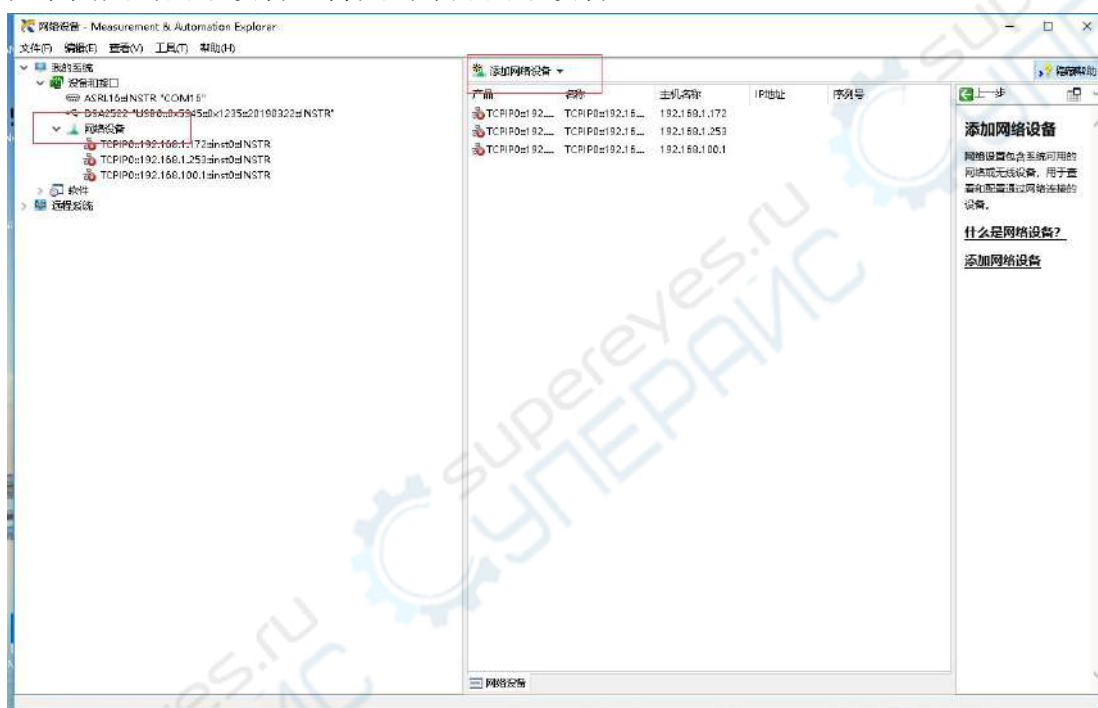 网络设备 - Measurement & Automation Explorer
文件(F) 编辑(E) 查看(V) 工具(T) 帮助(H)
我的系统
设备和接口
ASRL16::INSTR "COM16"
DSA2522 "USB0::0x5345::0x1235::20190322::INSTR"
网络设备
TCPIP0::192.168.1.172::inst0::INSTR
TCPIP0::192.168.1.253::inst0::INSTR
TCPIP0::192.168.100.1::inst0::INSTR
软件
远程系统
添加网络设备
产品 名称 主机名称 IP地址 序列号
TCPIP0::192.... TCPIP0::192.16... 192.168.1.172
TCPIP0::192.... TCPIP0::192.16... 192.168.1.253
TCPIP0::192.... TCPIP0::192.16... 192.168.100.1
网络设备
隐藏帮助
上一步
添加网络设备
网络设置包含系统可用的
网络或无线设备，用于查
看和配置通过网络连接的
设备。
什么是网络设备？
添加网络设备
supereyes.ru
СУПЕРАЙС